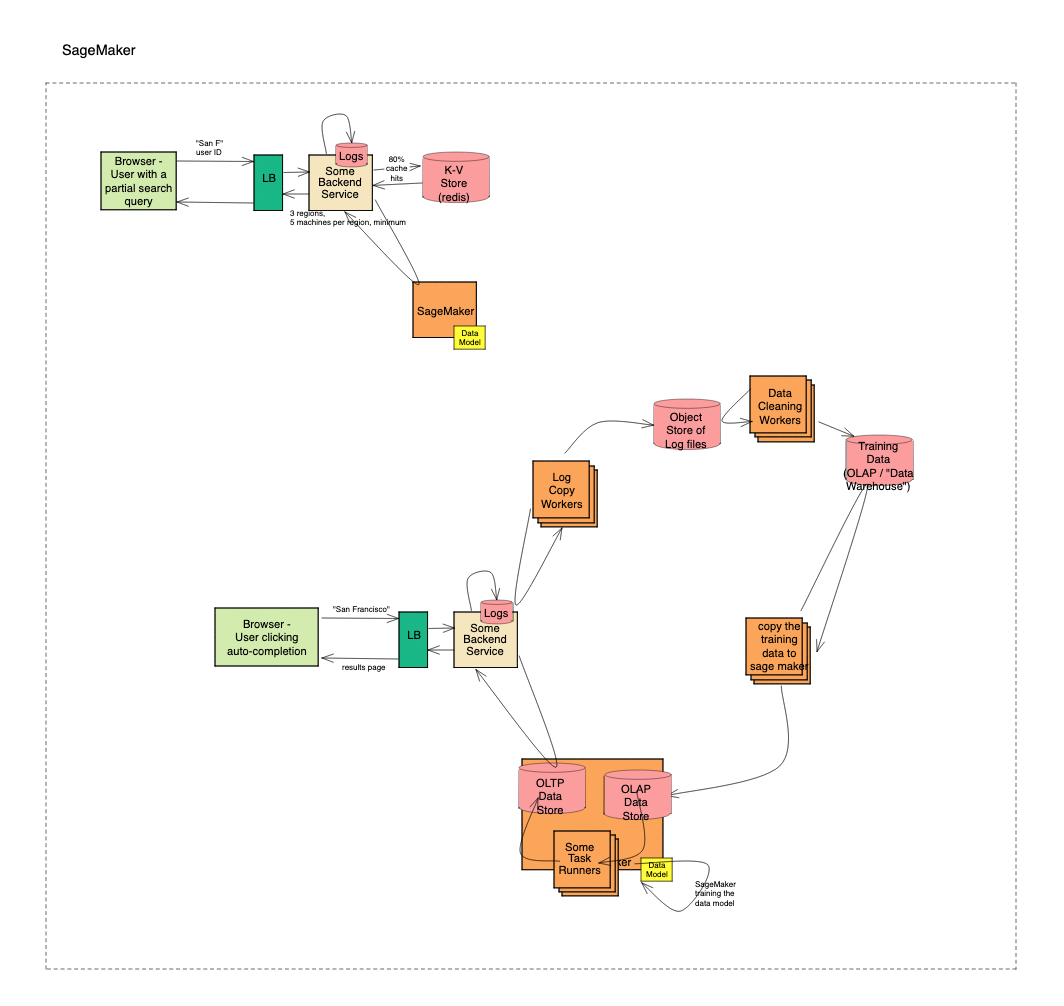 SageMaker
"San F"
user ID
Browser -
User with a
partial search
query
LB
Logs
Some
Backend
Service
80%
cache
hits
K-V
Store
(redis)
3 regions,
5 machines per region, minimum
SageMaker
Data
Model
Object
Store of
Log files
Data
Cleaning
Workers
Training
Data
(OLAP / "Data
Warehouse")
Log
Copy
Workers
Browser -
User clicking
auto-completion
"San Francisco"
results page
LB
Logs
Some
Backend
Service
copy the
training
data to
sage maker
OLTP
Data
Store
OLAP
Data
Store
Some
Task
Runners
ker
Data
Model
SageMaker
training the
data model